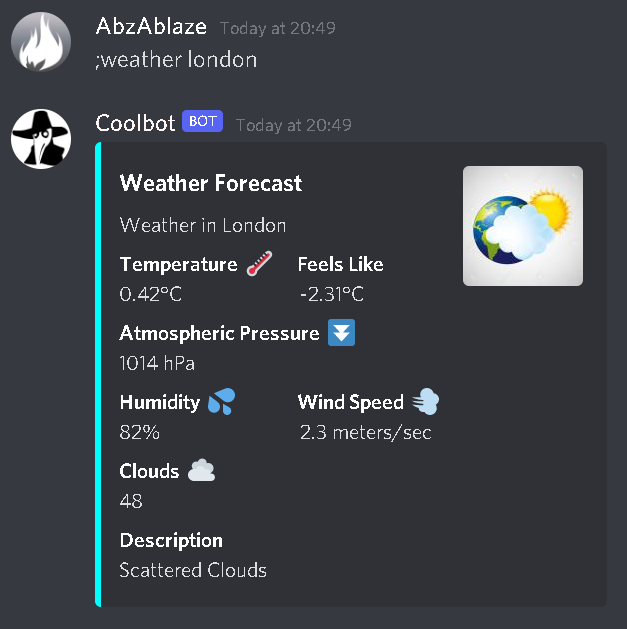 AbzAblaze Today at 20:49
;weather london
Coolbot BOT Today at 20:49
Weather Forecast
Weather in London
Temperature 🌡️ Feels Like
0.42°C -2.31°C
Atmospheric Pressure ⏬
1014 hPa
Humidity 💦 Wind Speed 🌬️
82% 2.3 meters/sec
Clouds ☁️
48
Description
Scattered Clouds